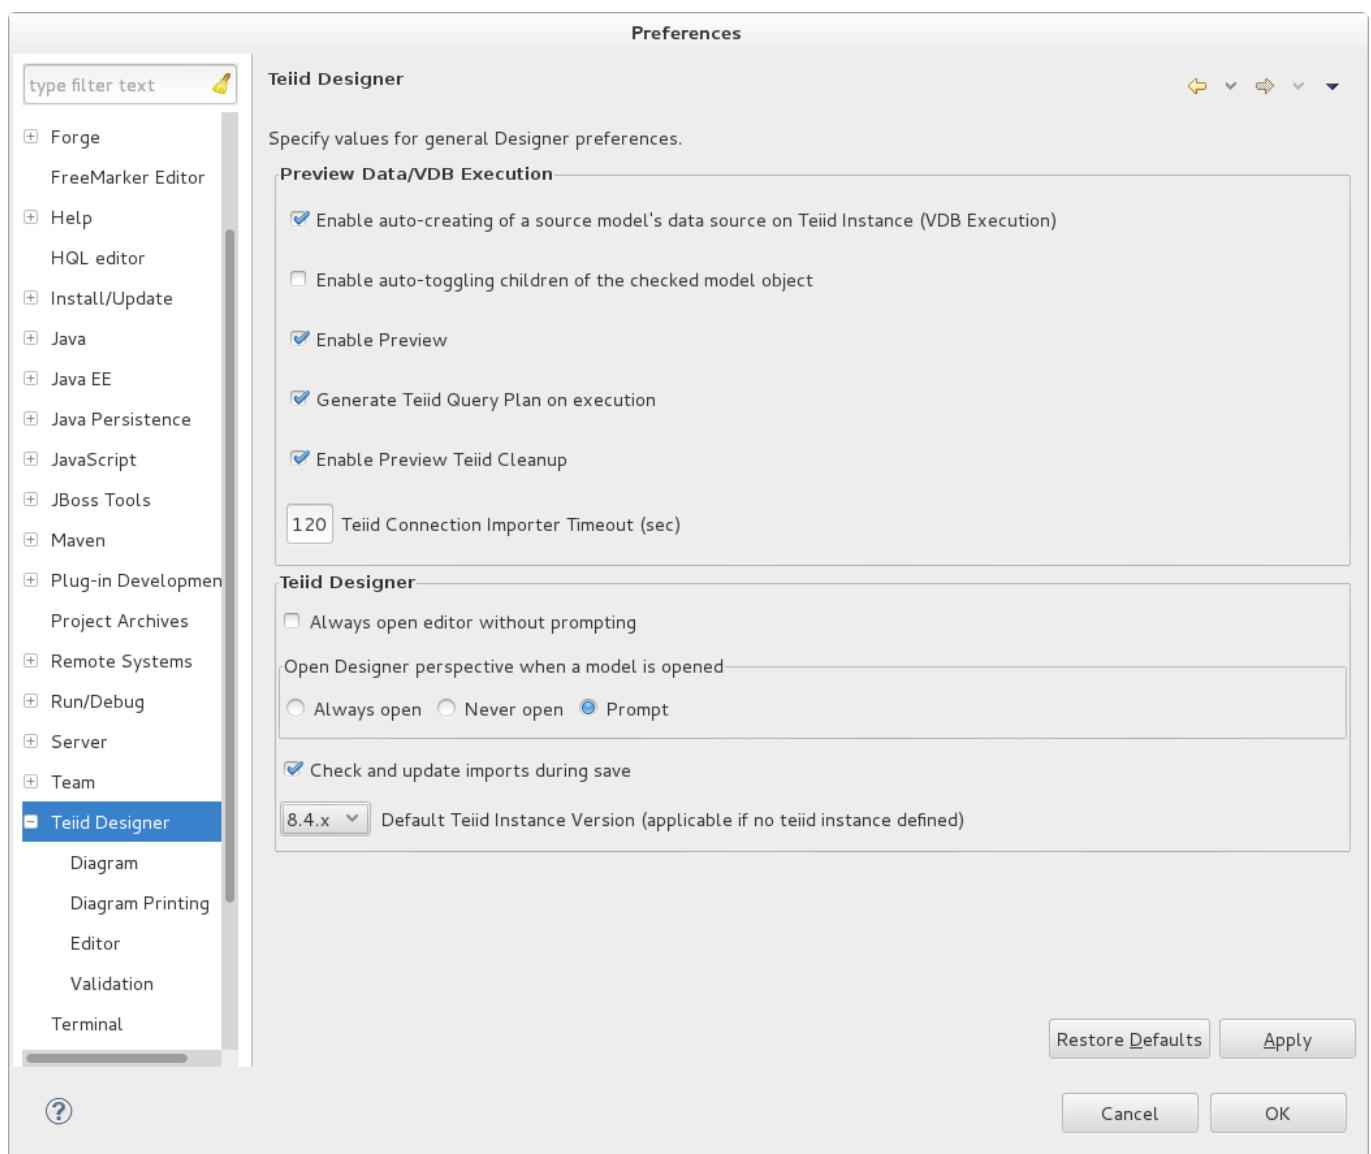 Preferences
type filter text
Forge
FreeMarker Editor
Help
HQL editor
Install/Update
Java
Java EE
Java Persistence
JavaScript
JBoss Tools
Maven
Plug-in Developmen
Project Archives
Remote Systems
Run/Debug
Server
Team
Teiid Designer
Diagram
Diagram Printing
Editor
Validation
Terminal
Teiid Designer
Specify values for general Designer preferences.
Preview Data/VDB Execution
Enable auto-creating of a source model's data source on Teiid Instance (VDB Execution)
Enable auto-toggling children of the checked model object
Enable Preview
Generate Teiid Query Plan on execution
Enable Preview Teiid Cleanup
120 Teiid Connection Importer Timeout (sec)
Teiid Designer
Always open editor without prompting
Open Designer perspective when a model is opened
Always open Never open Prompt
Check and update imports during save
8.4.x Default Teiid Instance Version (applicable if no teiid instance defined)
Restore Defaults Apply
Cancel OK